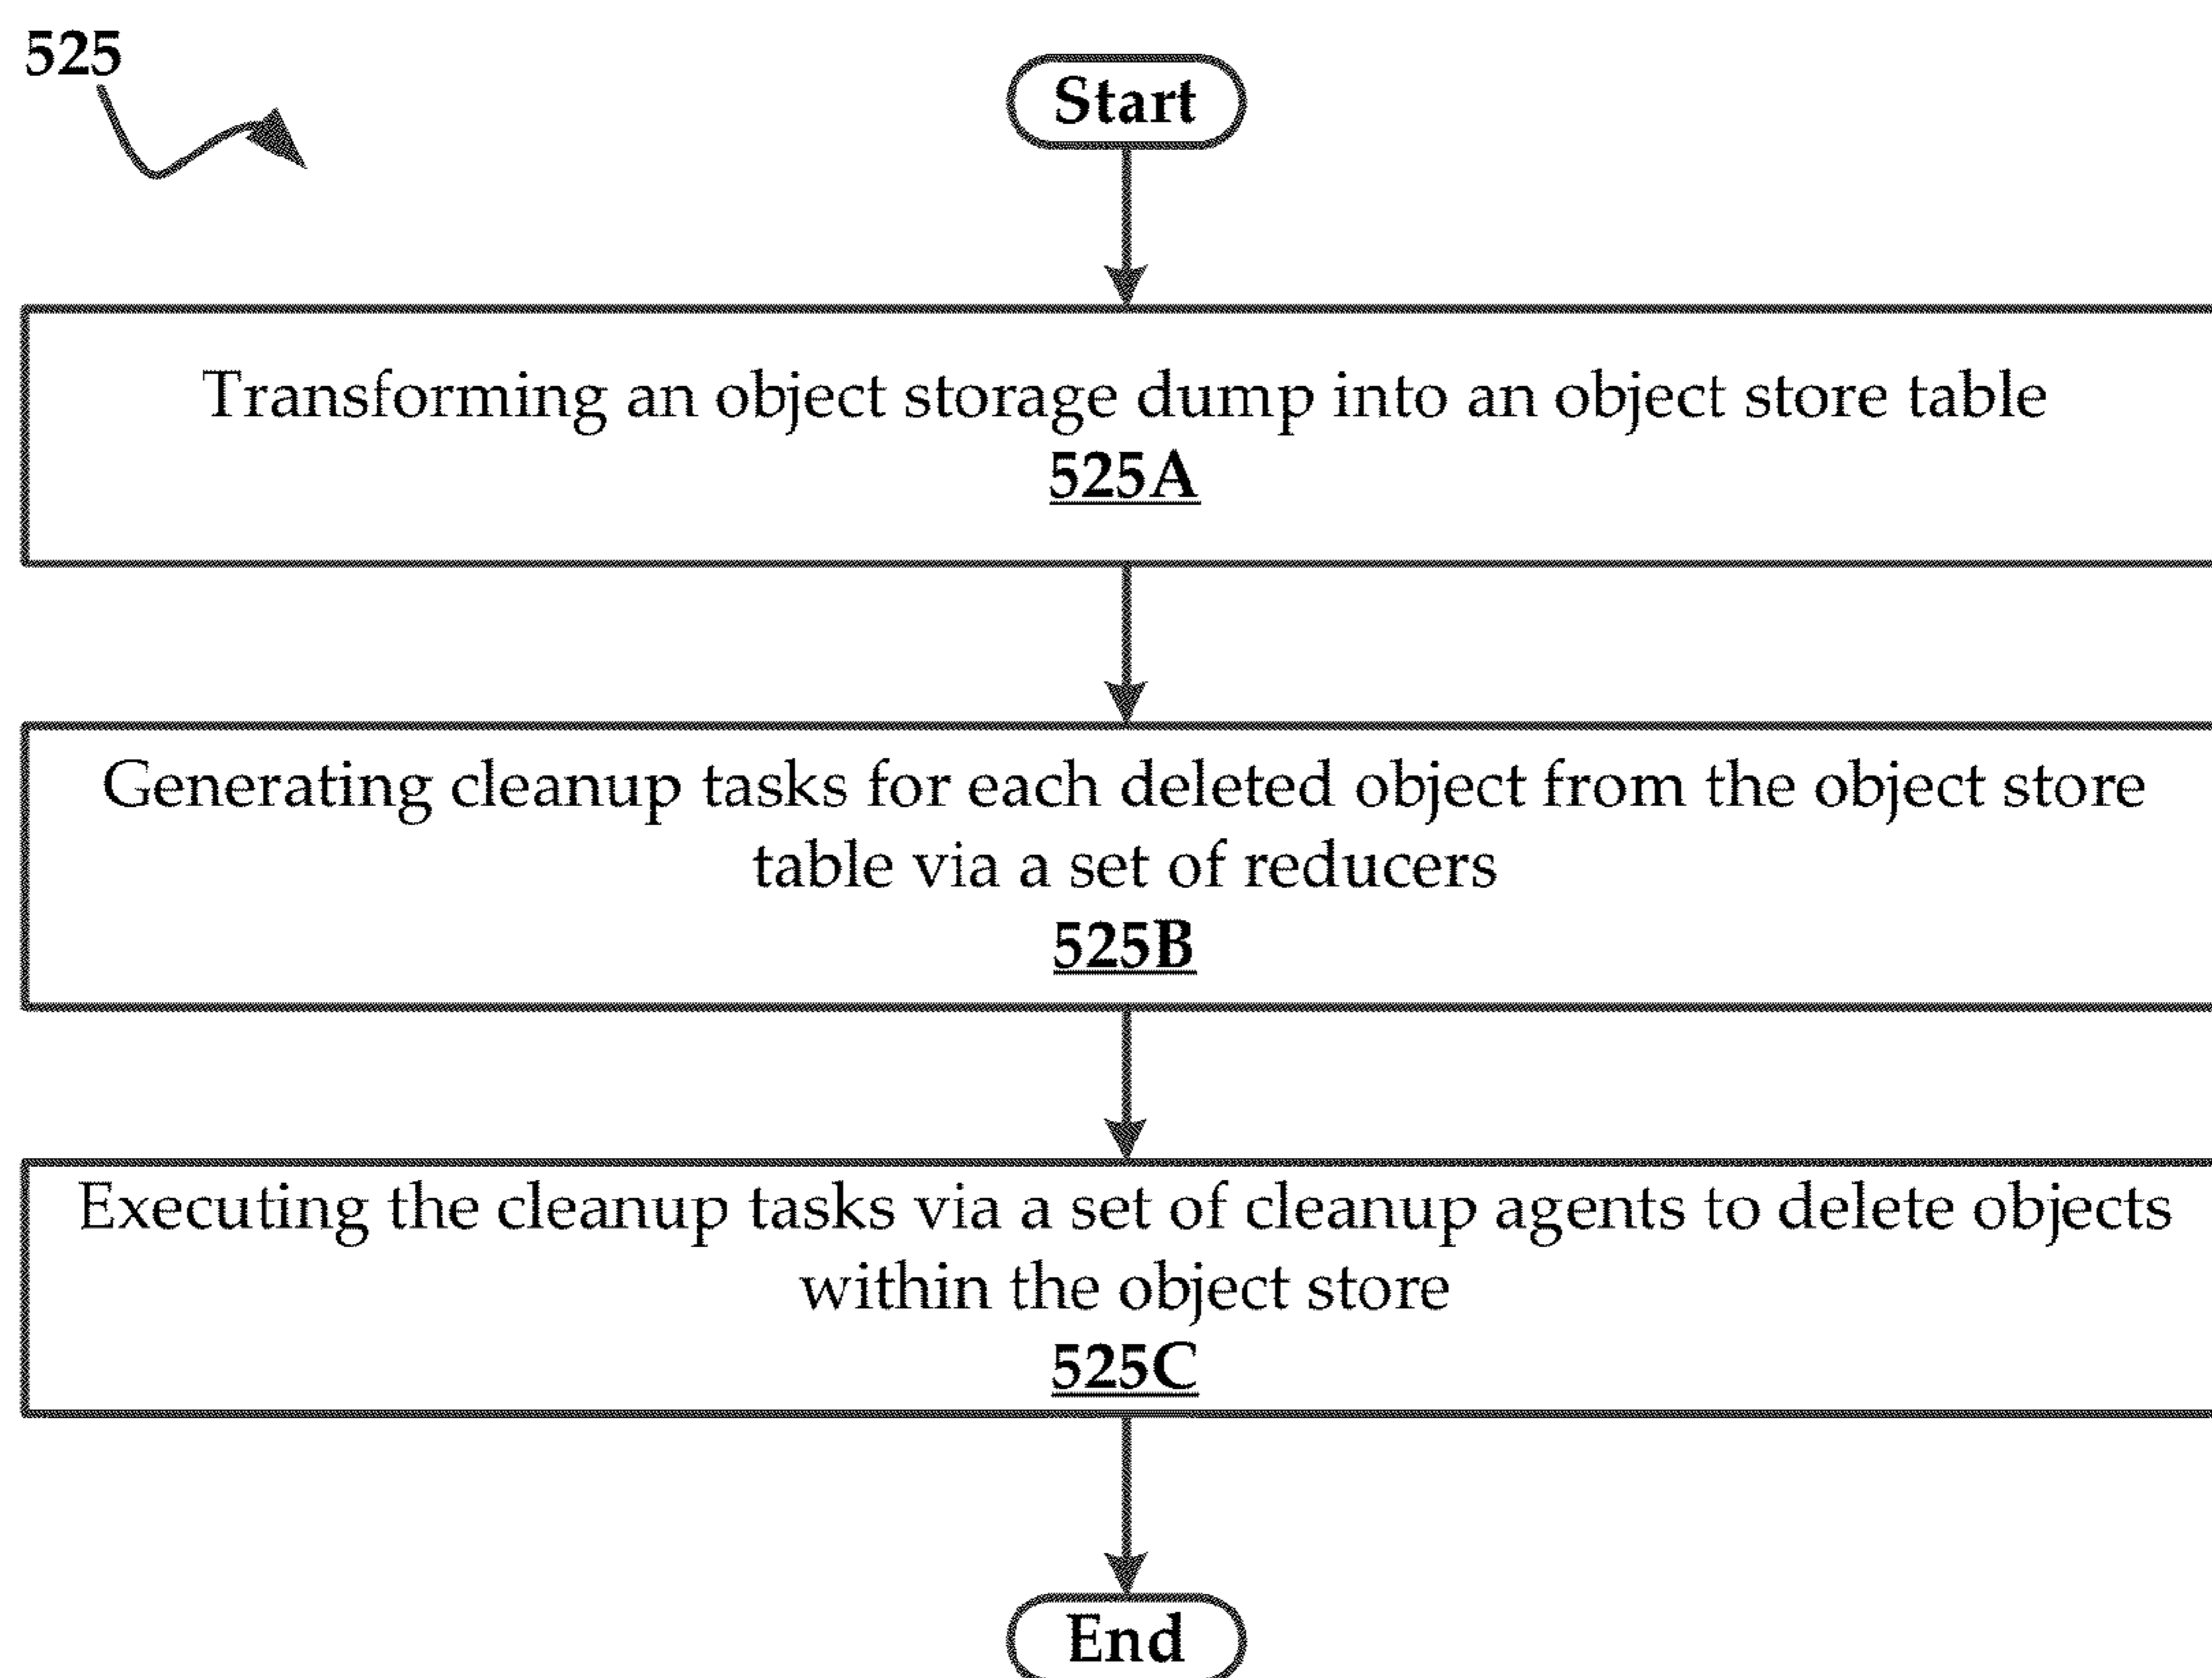 525
Start
Transforming an object storage dump into an object store table
525A
Generating cleanup tasks for each deleted object from the object store
table via a set of reducers
525B
Executing the cleanup tasks via a set of cleanup agents to delete objects
within the object store
525C
End